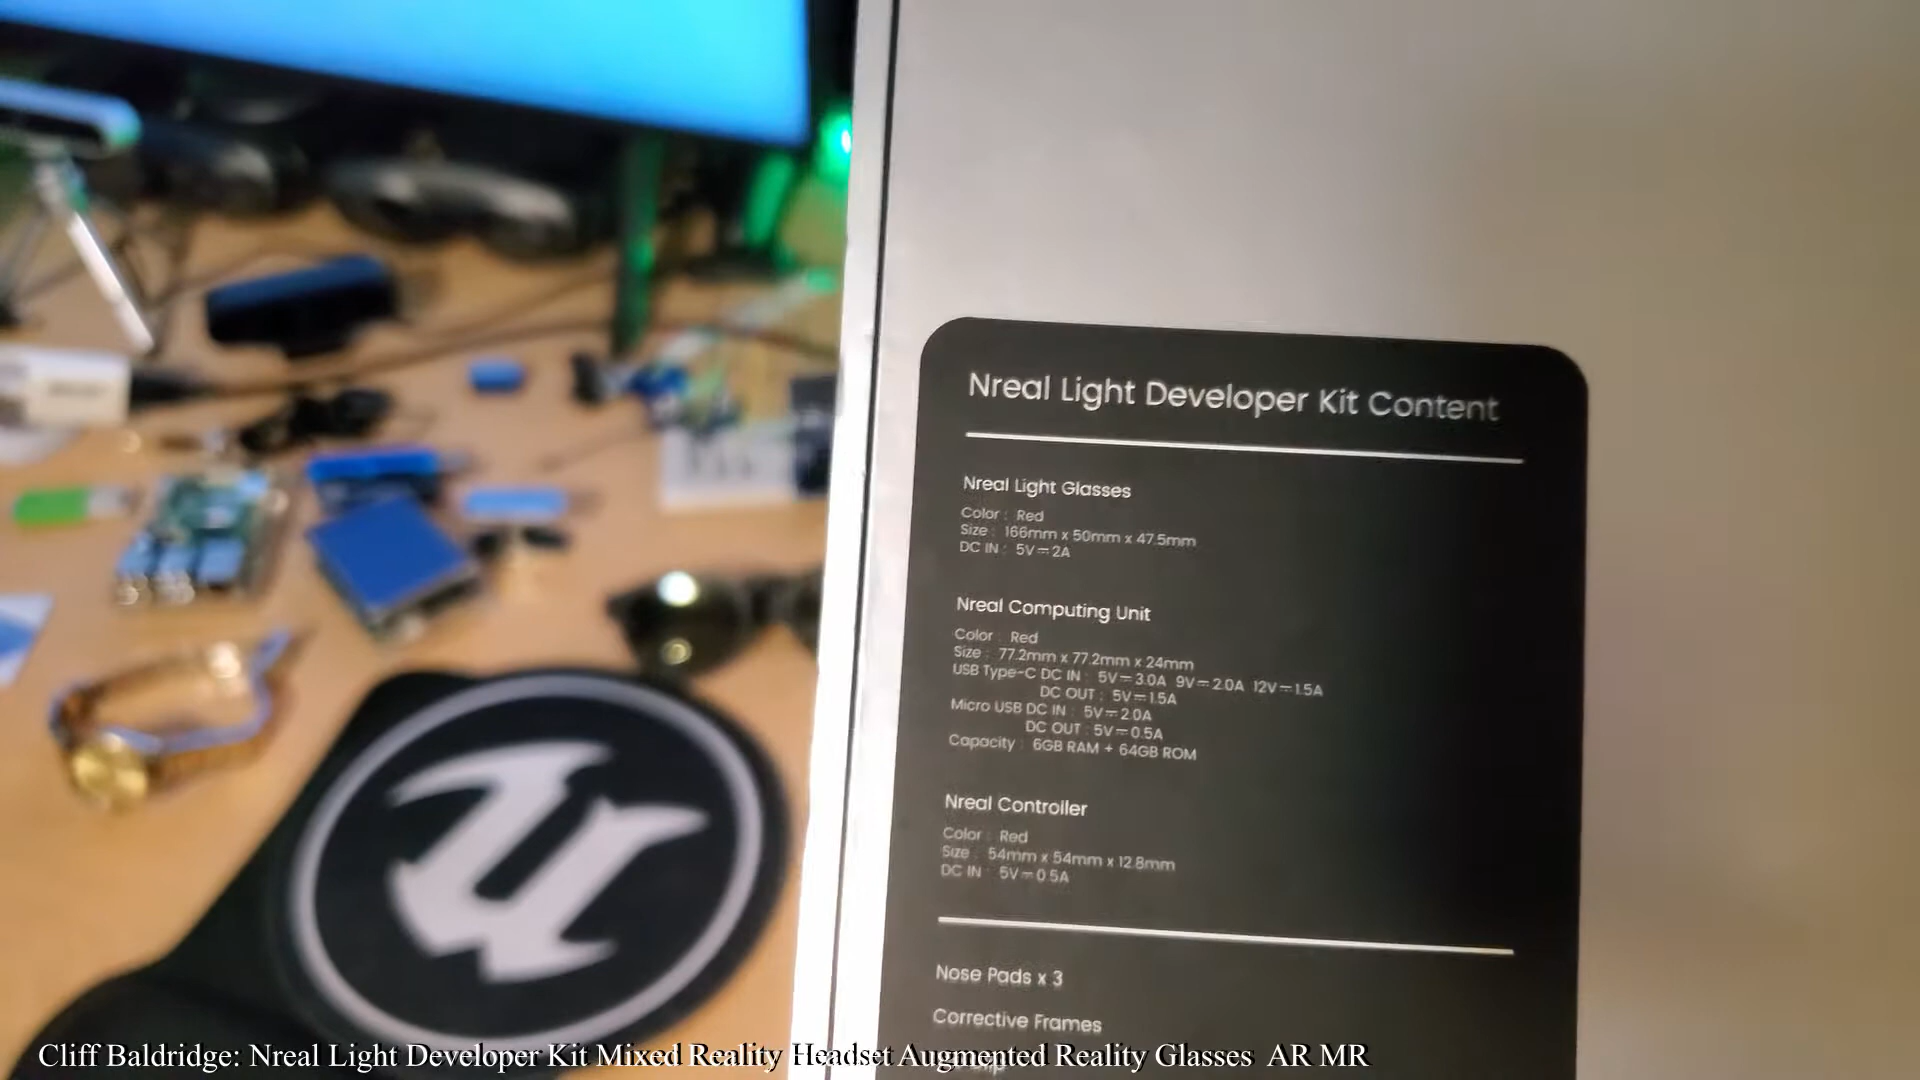 Nreal Light Developer Kit Content
Nreal Light Glasses
Color : Red
Size : 166mm x 50mm x 47.5mm
DC IN : 5V⎓2A
Nreal Computing Unit
Color : Red
Size : 77.2mm x 77.2mm x 24mm
USB Type-C DC IN : 5V⎓3.0A 9V⎓2.0A 12V⎓1.5A
DC OUT : 5V⎓1.5A
Micro USB DC IN : 5V⎓2.0A
DC OUT : 5V⎓0.5A
Capacity : 6GB RAM + 64GB ROM
Nreal Controller
Color : Red
Size : 54mm x 54mm x 12.8mm
DC IN : 5V⎓0.5A
Nose Pads x 3
Corrective Frames
Cliff Baldridge: Nreal Light Developer Kit Mixed Reality Headset Augmented Reality Glasses AR MR